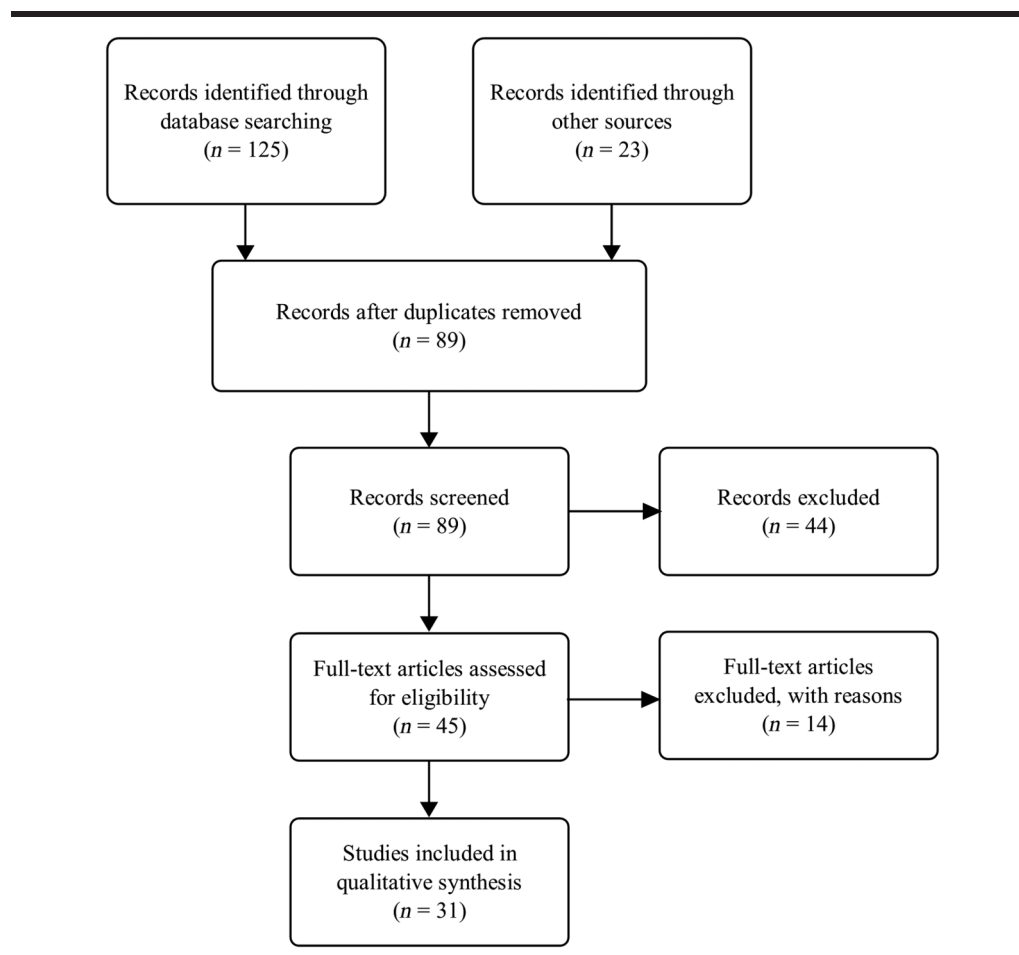 Records identified through
database searching
(n = 125)
Records identified through
other sources
(n = 23)
Records after duplicates removed
(n = 89)
Records screened
(n = 89)
Records excluded
(n = 44)
Full-text articles assessed
for eligibility
(n = 45)
Full-text articles
excluded, with reasons
(n = 14)
Studies included in
qualitative synthesis
(n = 31)